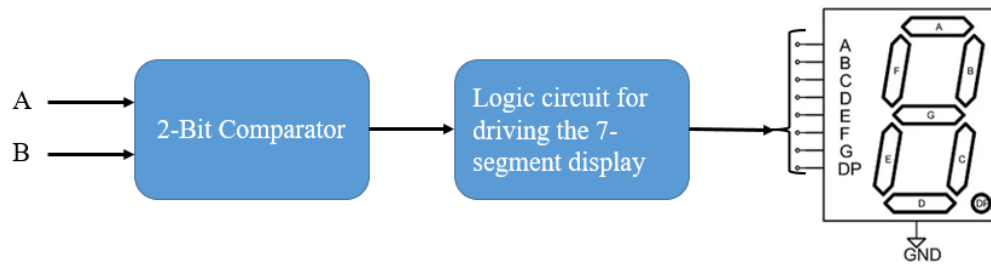 A
B
2-Bit Comparator
Logic circuit for
driving the 7-
segment display
A
B
C
D
E
F
G
DP
A
F
B
G
E
C
D
DP
GND